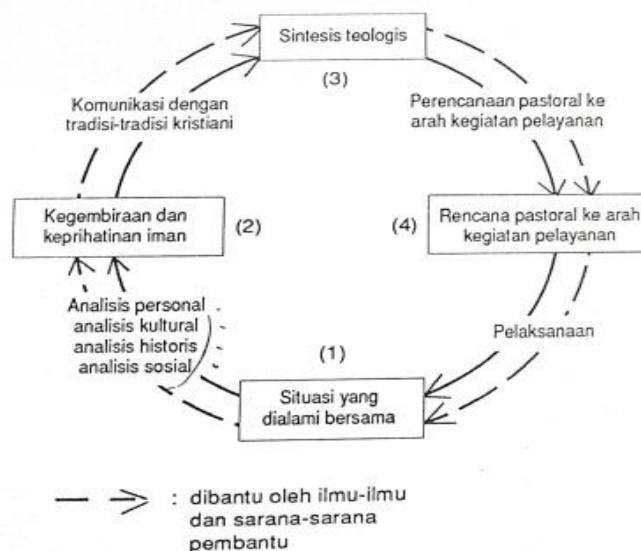 Sintesis teologis
(3)
Komunikasi dengan
tradisi-tradisi kristiani
Perencanaan pastoral ke
arah kegiatan pelayanan
Kegembiraan dan
keprihatinan iman
(2)
(4)
Rencana pastoral ke arah
kegiatan pelayanan
Analisis personal
analisis kultural
analisis historis
analisis sosial
Pelaksanaan
(1)
Situasi yang
dialami bersama
: dibantu oleh ilmu-ilmu
dan sarana-sarana
pembantu